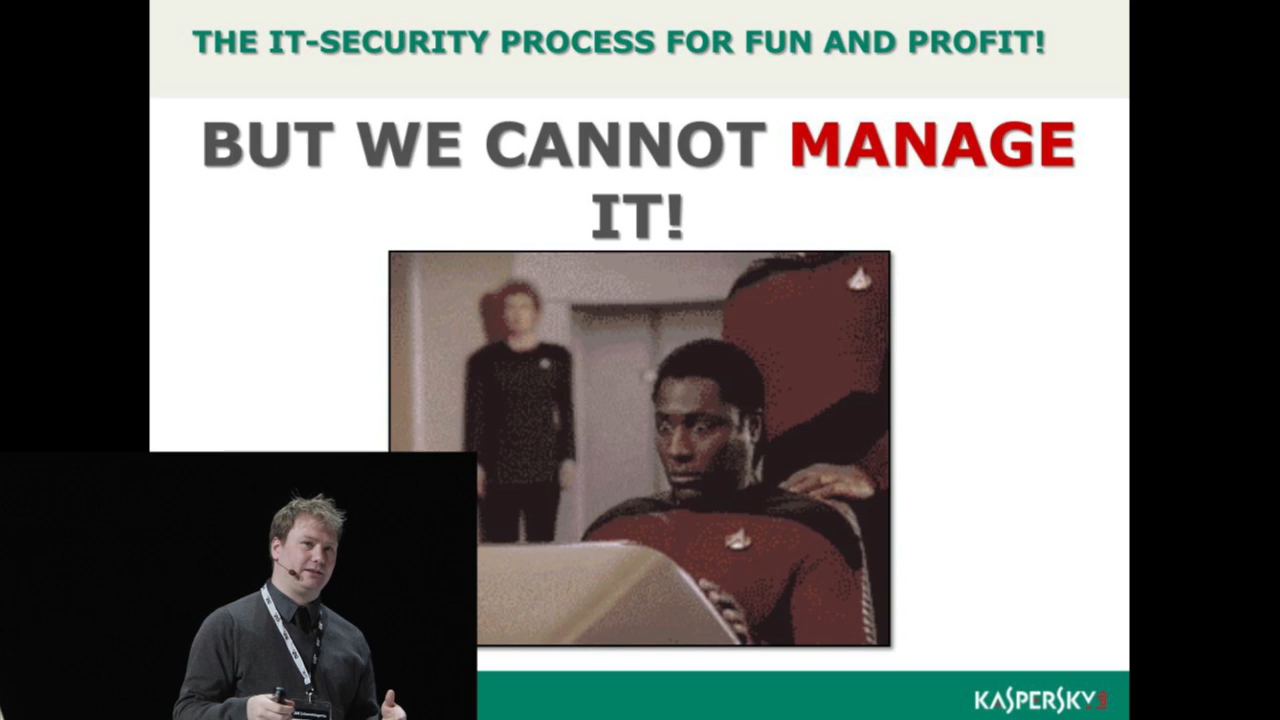 THE IT-SECURITY PROCESS FOR FUN AND PROFIT!
BUT WE CANNOT MANAGE
IT!
KASPERSKY